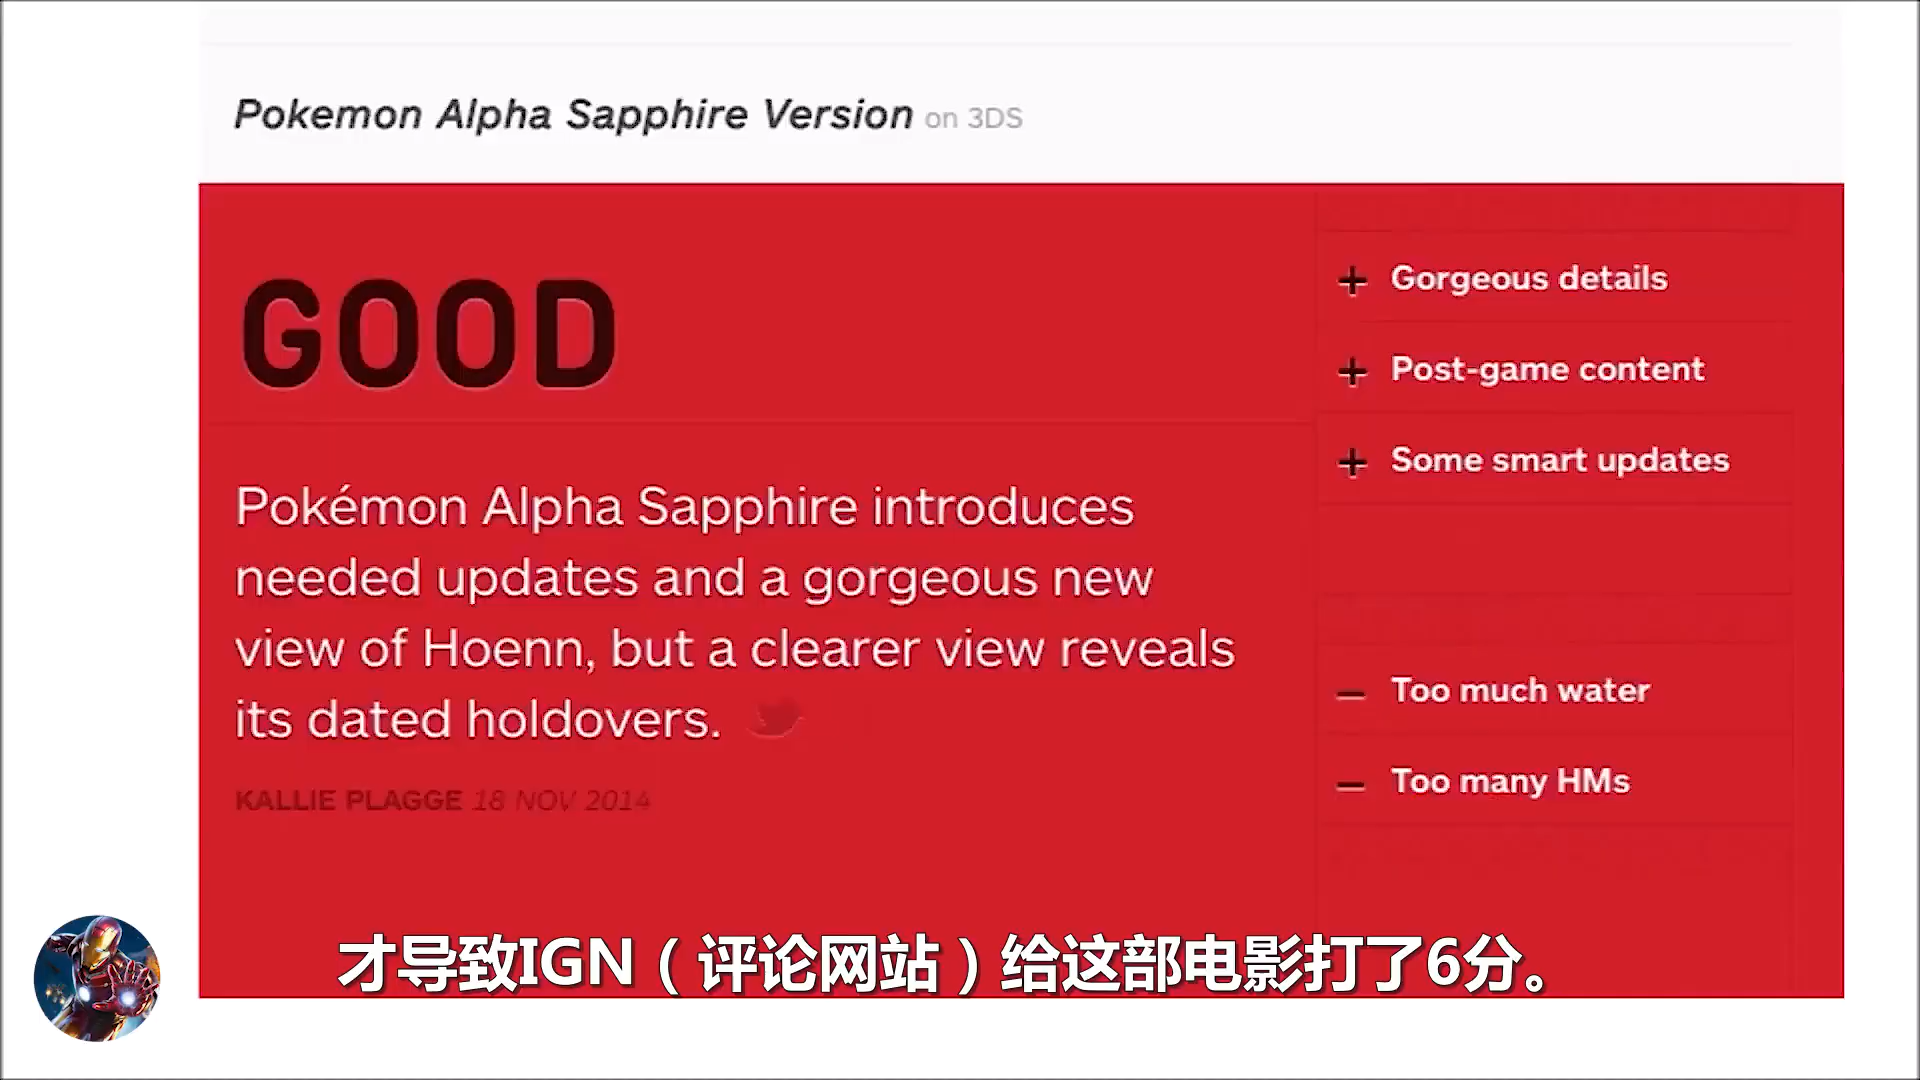 Pokemon Alpha Sapphire Version on 3DS
GOOD
Pokémon Alpha Sapphire introduces
needed updates and a gorgeous new
view of Hoenn, but a clearer view reveals
its dated holdovers.
KALLIE PLAGGE 18 NOV 2014
+ Gorgeous details
+ Post-game content
+ Some smart updates
– Too much water
– Too many HMs
才导致IGN（评论网站）给这部电影打了6分。